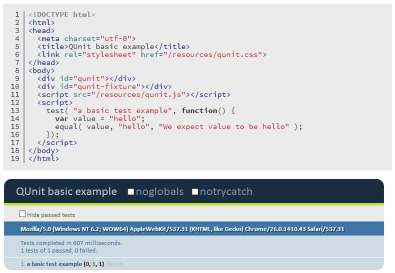 1 <!DOCTYPE html>
2 <html>
3 <head>
4 <meta charset="utf-8">
5 <title>QUnit basic example</title>
6 <link rel="stylesheet" href="/resources/qunit.css">
7 </head>
8 <body>
9 <div id="qunit"></div>
10 <div id="qunit-fixture"></div>
11 <script src="/resources/qunit.js"></script>
12 <script>
13 test( "a basic test example", function() {
14 var value = "hello";
15 equal( value, "hello", "We expect value to be hello" );
16 });
17 </script>
18 </body>
19 </html>
QUnit basic example noglobals notrycatch
Hide passed tests
Mozilla/5.0 (Windows NT 6.2; WOW64) AppleWebKit/537.31 (KHTML, like Gecko) Chrome/26.0.1410.43 Safari/537.31
Tests completed in 607 milliseconds.
1 tests of 1 passed, 0 failed.
1. a basic test example (0, 1, 1)